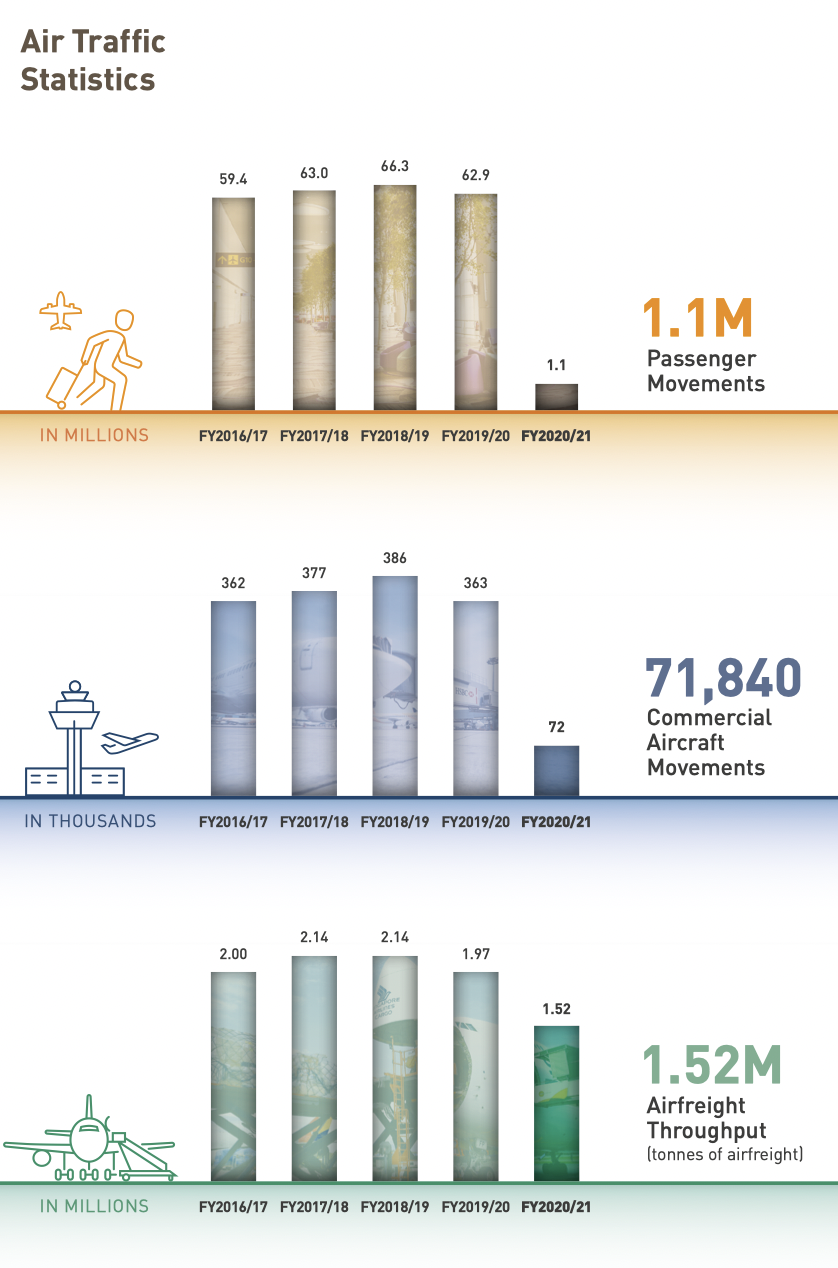 Air Traffic
Statistics
59.4
63.0
66.3
62.9
1.1
1.1M
Passenger
Movements
IN MILLIONS
FY2016/17 FY2017/18 FY2018/19 FY2019/20 FY2020/21
362
377
386
363
72
71,840
Commercial
Aircraft
Movements
IN THOUSANDS
FY2016/17 FY2017/18 FY2018/19 FY2019/20 FY2020/21
2.00
2.14
2.14
1.97
1.52
1.52M
Airfreight
Throughput
(tonnes of airfreight)
IN MILLIONS
FY2016/17 FY2017/18 FY2018/19 FY2019/20 FY2020/21